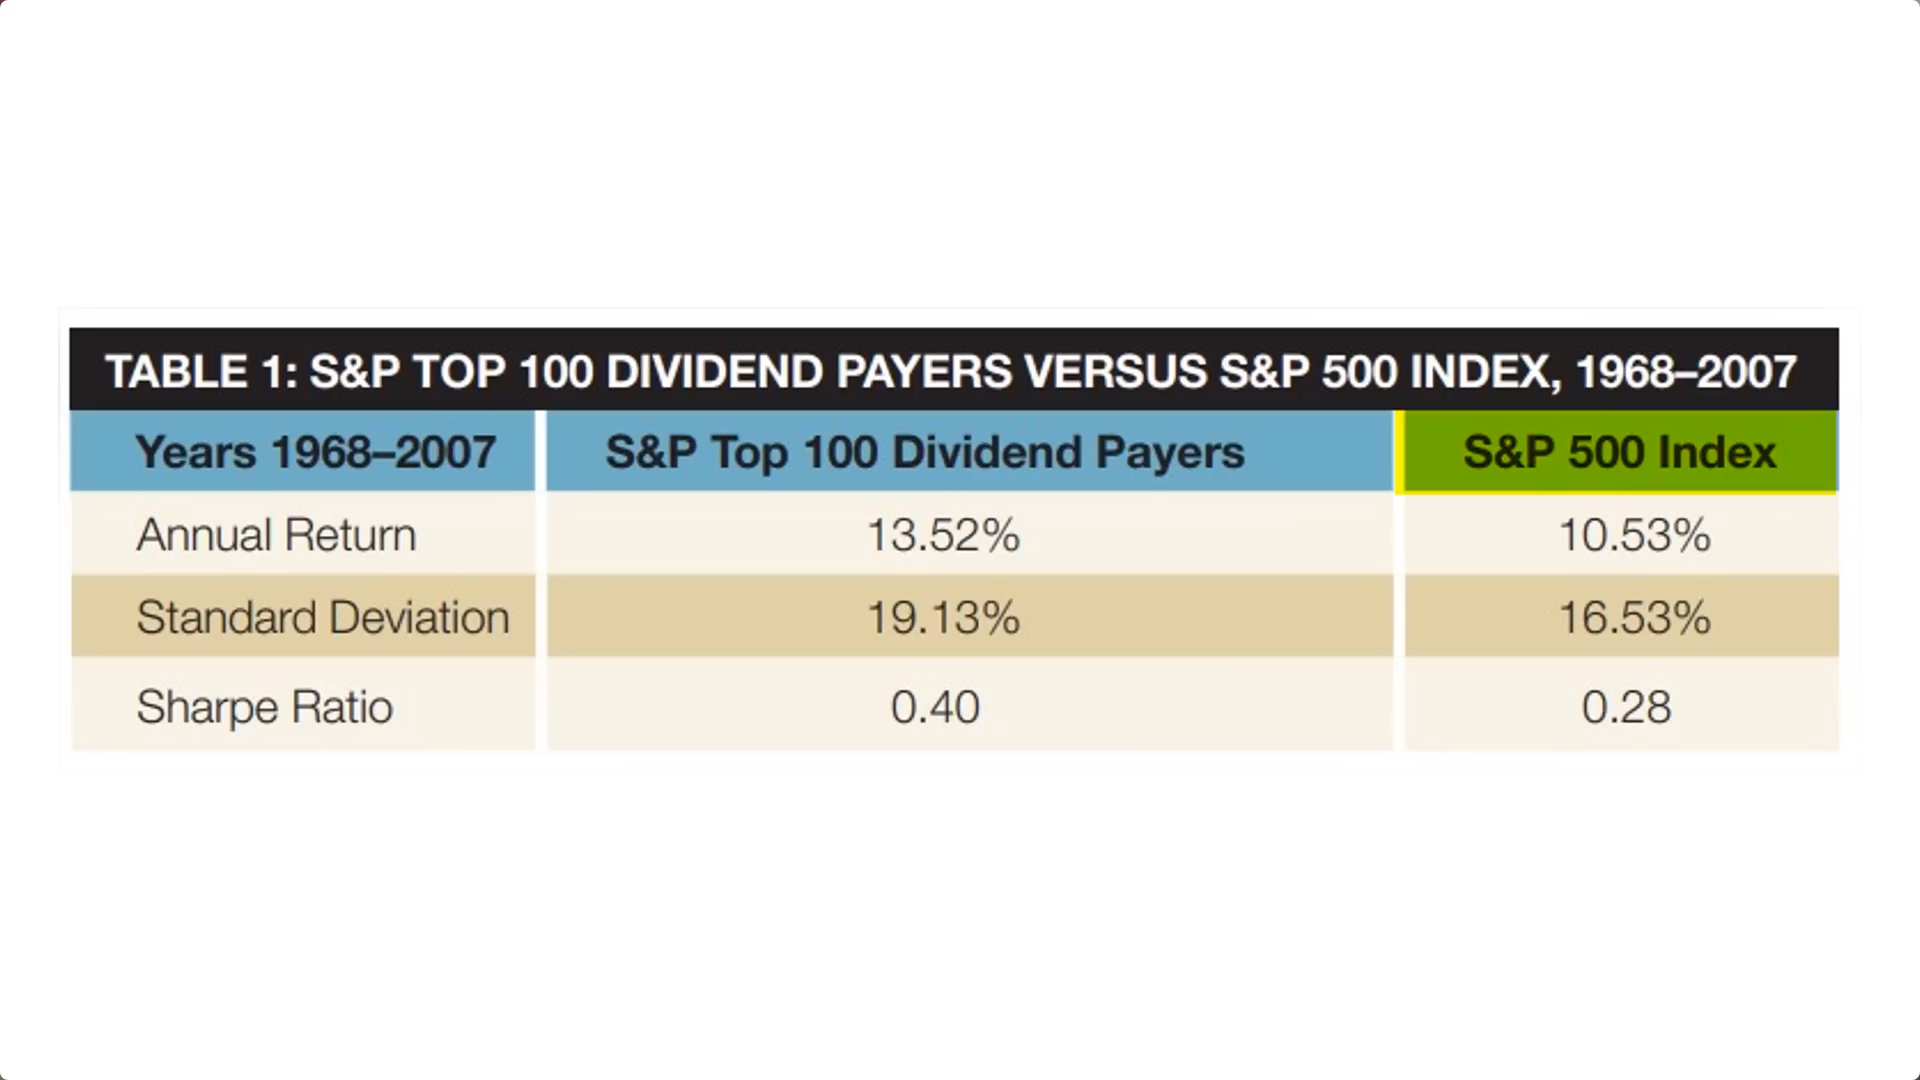 TABLE 1: S&P TOP 100 DIVIDEND PAYERS VERSUS S&P 500 INDEX, 1968–2007
Years 1968–2007 S&P Top 100 Dividend Payers S&P 500 Index
Annual Return 13.52% 10.53%
Standard Deviation 19.13% 16.53%
Sharpe Ratio 0.40 0.28